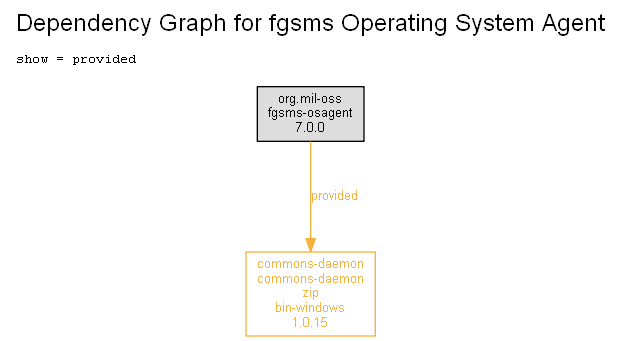 Dependency Graph for fgsms Operating System Agent
show = provided
org.mil-oss
fgsms-osagent
7.0.0
provided
commons-daemon
commons-daemon
zip
bin-windows
1.0.15